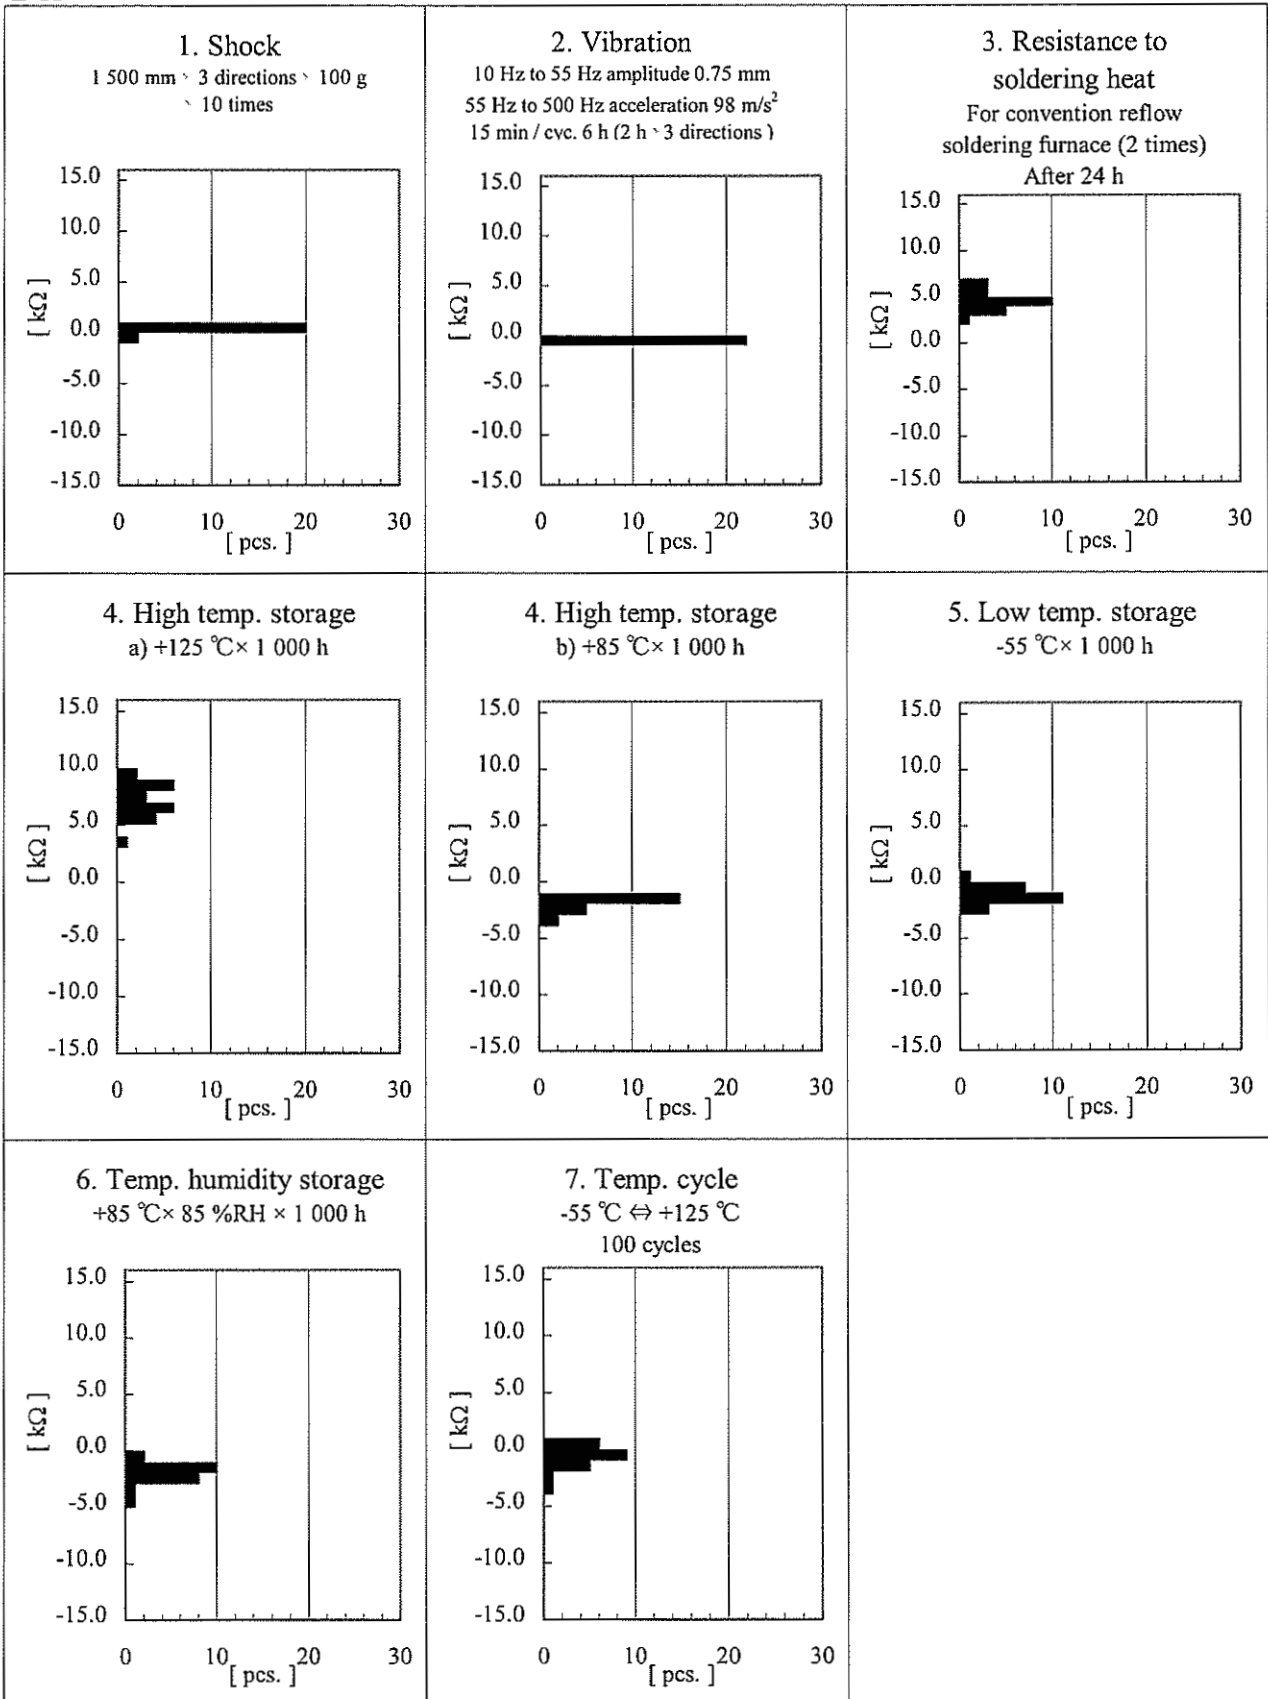 1. Shock
1 500 mm、3 directions、100 g
、10 times
15.0
10.0
5.0
0.0
-5.0
-10.0
-15.0
[ kΩ ]
0 10 20 30
[ pcs. ]
2. Vibration
10 Hz to 55 Hz amplitude 0.75 mm
55 Hz to 500 Hz acceleration 98 m/s²
15 min / cyc. 6 h (2 h、3 directions )
15.0
10.0
5.0
0.0
-5.0
-10.0
-15.0
[ kΩ ]
0 10 20 30
[ pcs. ]
3. Resistance to
soldering heat
For convention reflow
soldering furnace (2 times)
After 24 h
15.0
10.0
5.0
0.0
-5.0
-10.0
-15.0
[ kΩ ]
0 10 20 30
[ pcs. ]
4. High temp. storage
a) +125 ℃× 1 000 h
15.0
10.0
5.0
0.0
-5.0
-10.0
-15.0
[ kΩ ]
0 10 20 30
[ pcs. ]
4. High temp. storage
b) +85 ℃× 1 000 h
15.0
10.0
5.0
0.0
-5.0
-10.0
-15.0
[ kΩ ]
0 10 20 30
[ pcs. ]
5. Low temp. storage
-55 ℃× 1 000 h
15.0
10.0
5.0
0.0
-5.0
-10.0
-15.0
[ kΩ ]
0 10 20 30
[ pcs. ]
6. Temp. humidity storage
+85 ℃× 85 %RH × 1 000 h
15.0
10.0
5.0
0.0
-5.0
-10.0
-15.0
[ kΩ ]
0 10 20 30
[ pcs. ]
7. Temp. cycle
-55 ℃ ⇔ +125 ℃
100 cycles
15.0
10.0
5.0
0.0
-5.0
-10.0
-15.0
[ kΩ ]
0 10 20 30
[ pcs. ]